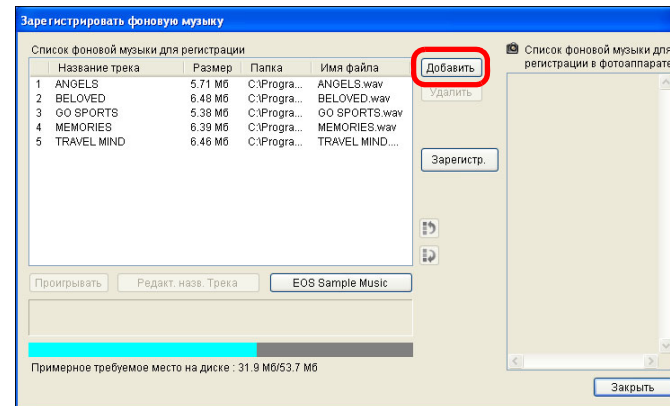 Зарегистрировать фоновую музыку
Список фоновой музыки для регистрации
Название трека Размер Папка Имя файла
1 ANGELS 5.71 Мб C:\Progra... ANGELS.wav
2 BELOVED 6.48 Мб C:\Progra... BELOVED.wav
3 GO SPORTS 5.38 Мб C:\Progra... GO SPORTS.wav
4 MEMORIES 6.39 Мб C:\Progra... MEMORIES.wav
5 TRAVEL MIND 6.46 Мб C:\Progra... TRAVEL MIND....
Добавить
Удалить
Зарегистр.
Список фоновой музыки для
регистрации в фотоаппарате
Проигрывать Редакт. назв. Трека EOS Sample Music
Примерное требуемое место на диске : 31.9 Мб/53.7 Мб
Закрыть